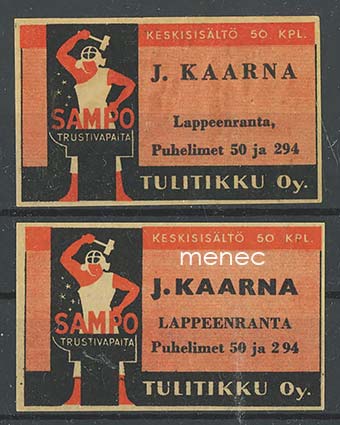 KESKISISÄLTÖ 50. KPL.
J. KAARNA
SAMPO
TRUSTIVAPAITA
Lappeenranta,
Puhelimet 50 ja 294
TULITIKKU Oy.
KESKISISÄLTÖ 50 KPL.
menec
J. KAARNA
SAMPO
TRUSTIVAPAITA
LAPPEENRANTA
Puhelimet 50 ja 294
TULITIKKU Oy.